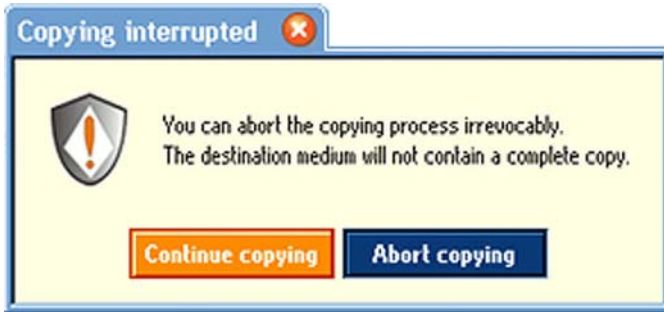 Copying interrupted
You can abort the copying process irrevocably.
The destination medium will not contain a complete copy.
Continue copying
Abort copying